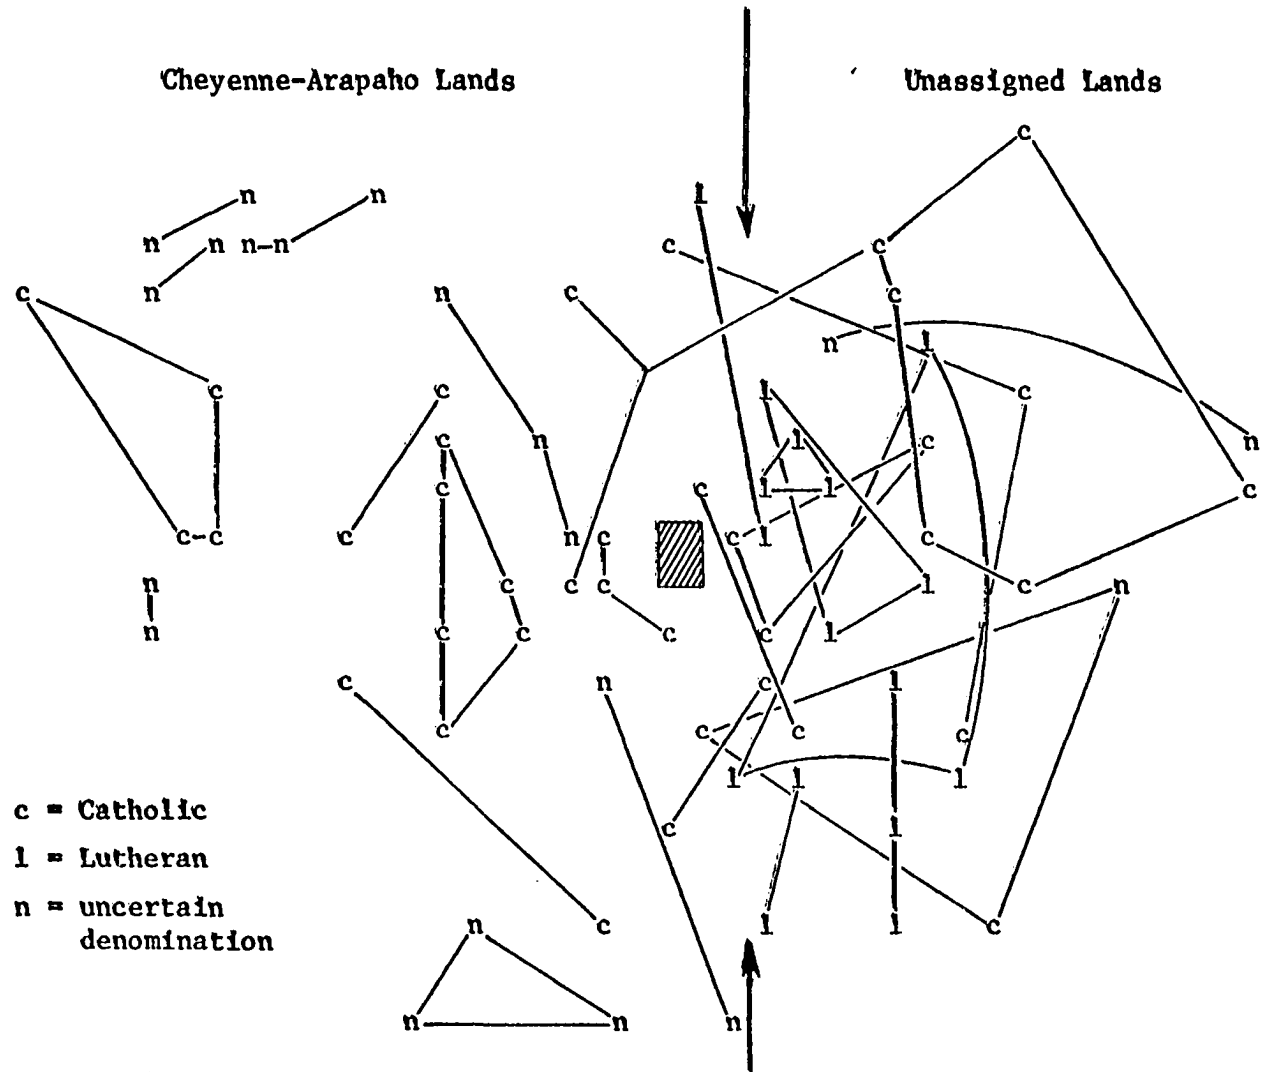 Cheyenne-Arapaho Lands
Unassigned Lands
c
n n l
n n n-n c c
c n n c c
n l
c c l c
c n l c n
c c l l c
c-c c n c c l c
n c c c l c n
n c c c c l
c n c l
c c c c
l l l
c = Catholic
c l
l = Lutheran
n = uncertain
denomination
n c l l c
n n n